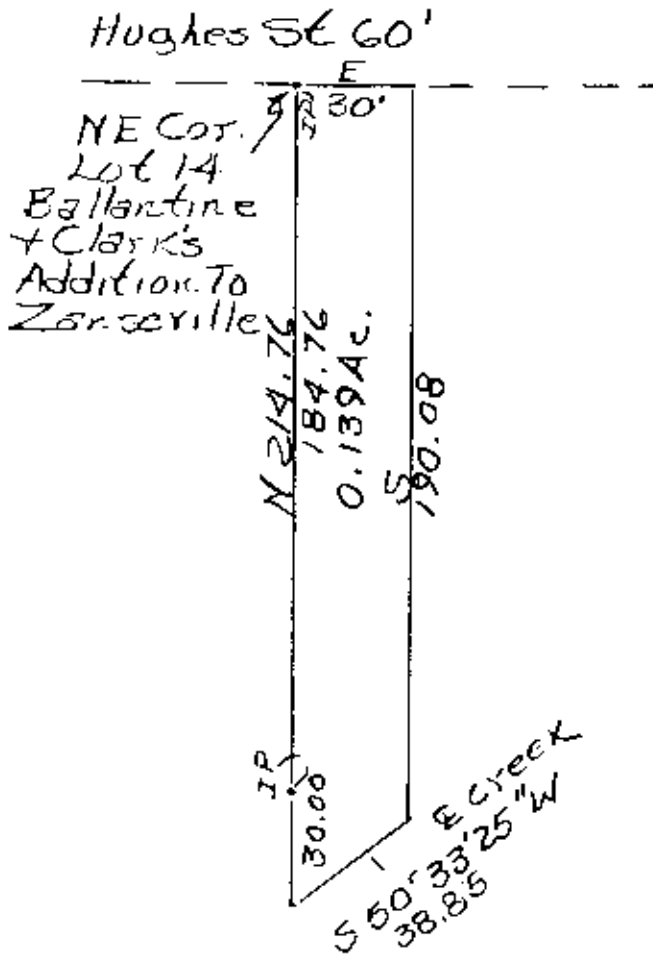 Hughes St 60'
E
30'
IP
NE Cor.
Lot 14
Ballantine
+ Clark's
Addition To
Zanesville
N 214.76
184.76
0.139 Ac.
S
190.08
IP
30.00
℄ Creek
S 50°33'25"W
38.85